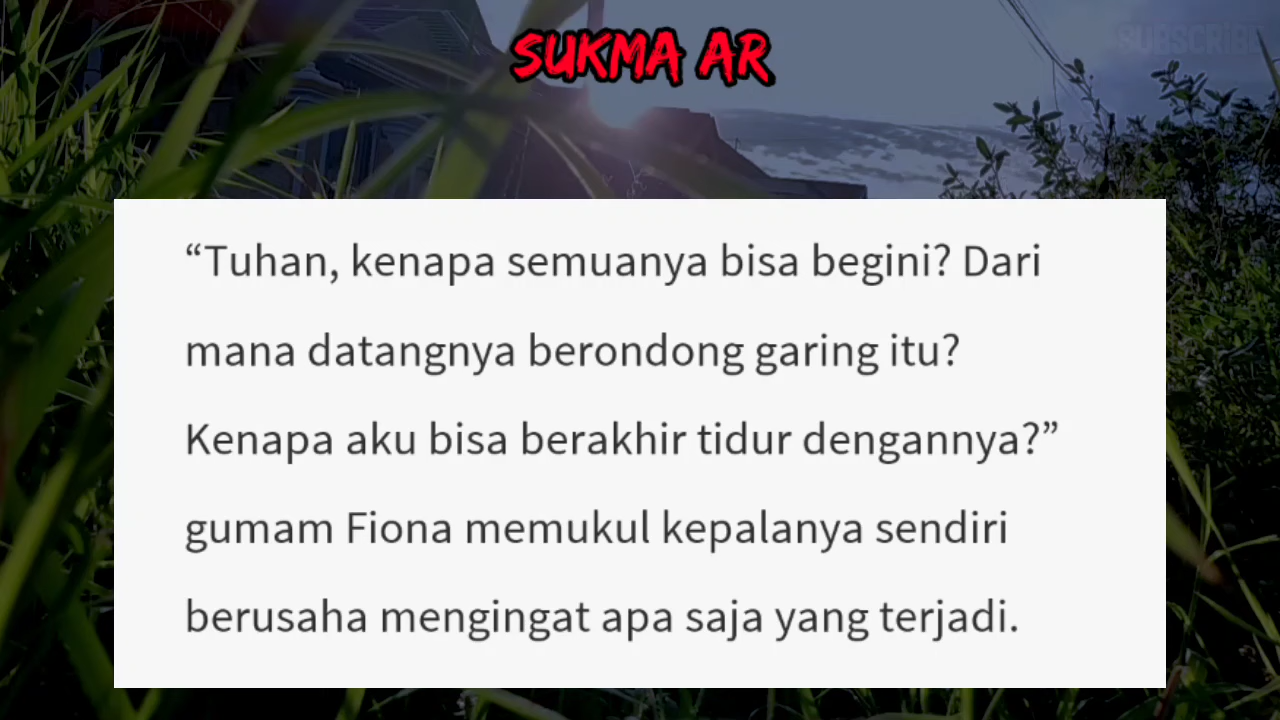 SUKMA AR
SUBSCRIBE
“Tuhan, kenapa semuanya bisa begini? Dari
mana datangnya berondong garing itu?
Kenapa aku bisa berakhir tidur dengannya?”
gumam Fiona memukul kepalanya sendiri
berusaha mengingat apa saja yang terjadi.